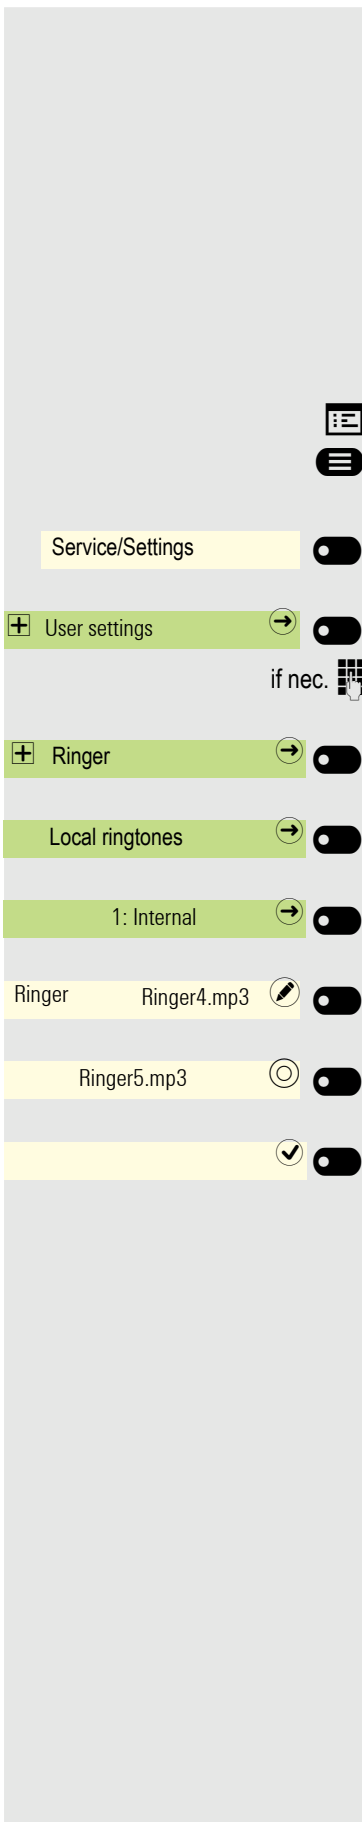 Service/Settings
User settings
if nec.
Ringer
Local ringtones
1: Internal
Ringer Ringer4.mp3
Ringer5.mp3